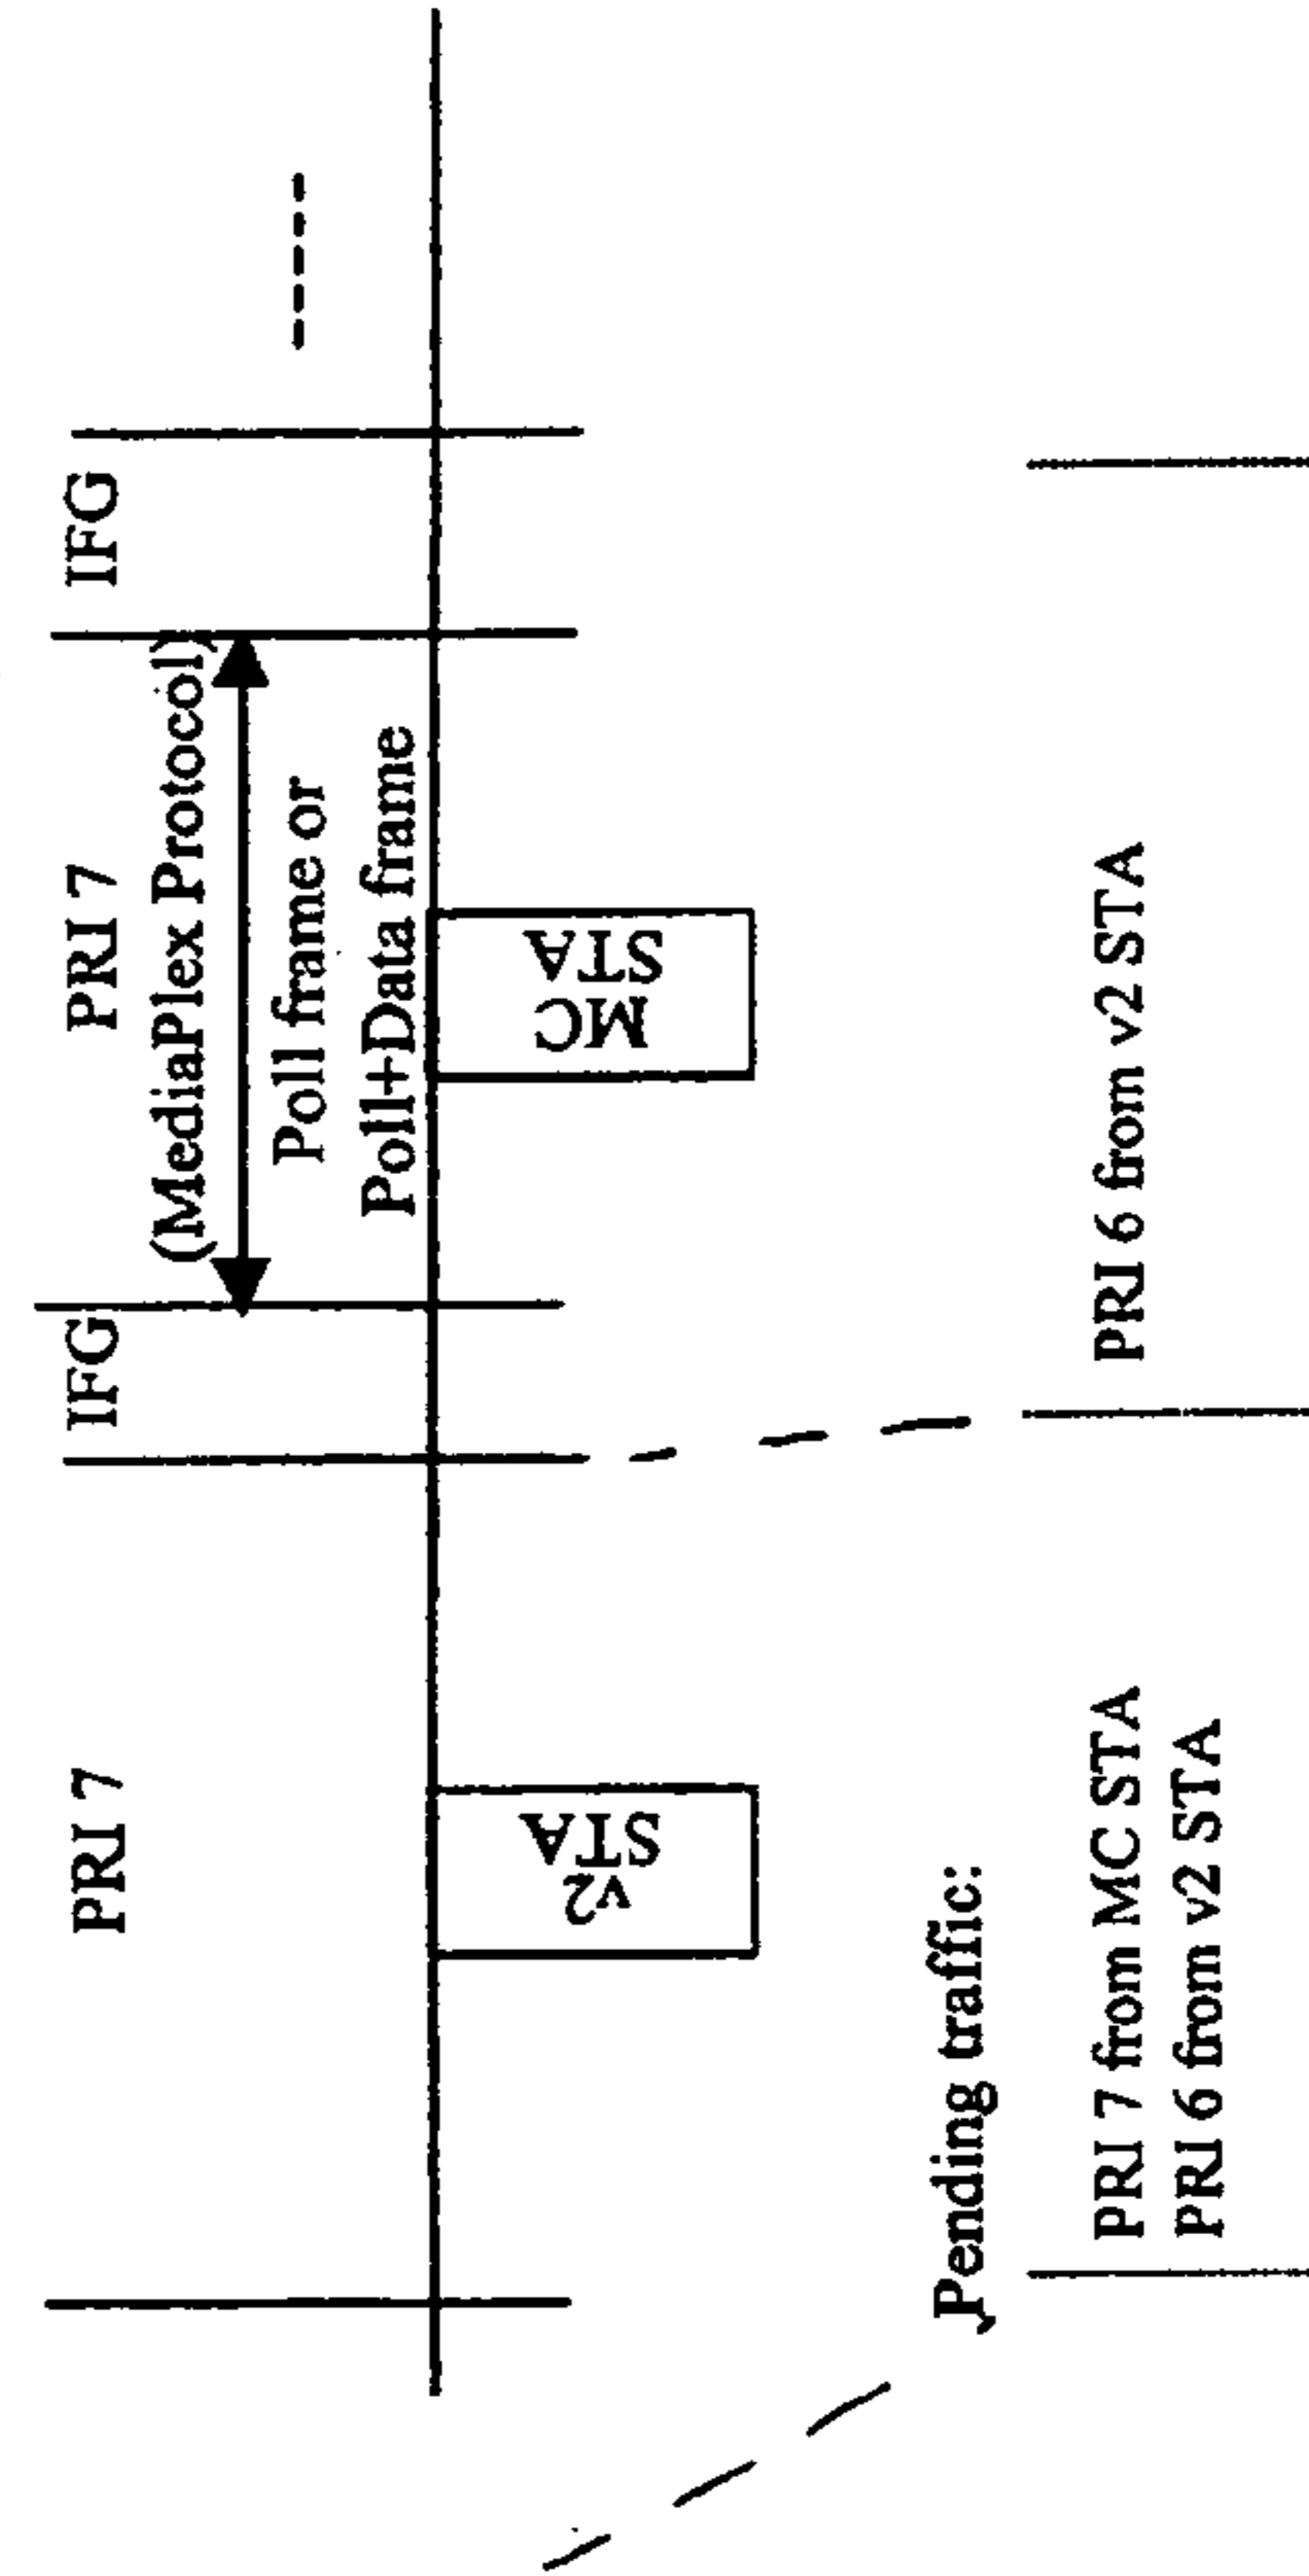 PRI 7
IFG
PRI 7
(MediaPlex Protocol)
IFG
Poll frame or
Poll+Data frame
v2
STA
MC
STA
Pending traffic:
PRI 7 from MC STA
PRI 6 from v2 STA
PRI 6 from v2 STA